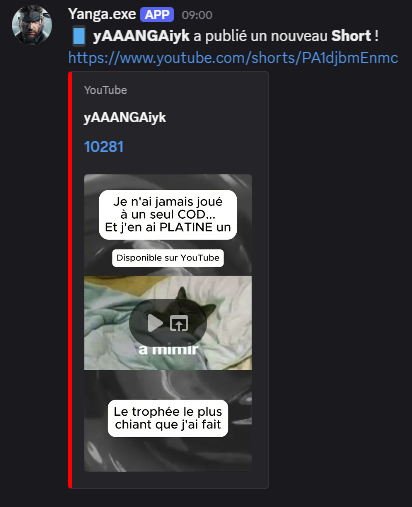 Yanga.exe APP 09:00
yAAANGAiyk a publié un nouveau Short !
https://www.youtube.com/shorts/PA1djbmEnmc
YouTube
yAAANGAiyk
10281
Je n'ai jamais joué
à un seul COD...
Et j'en ai PLATINE un
Disponible sur YouTube
a mimir
Le trophée le plus
chiant que j'ai fait